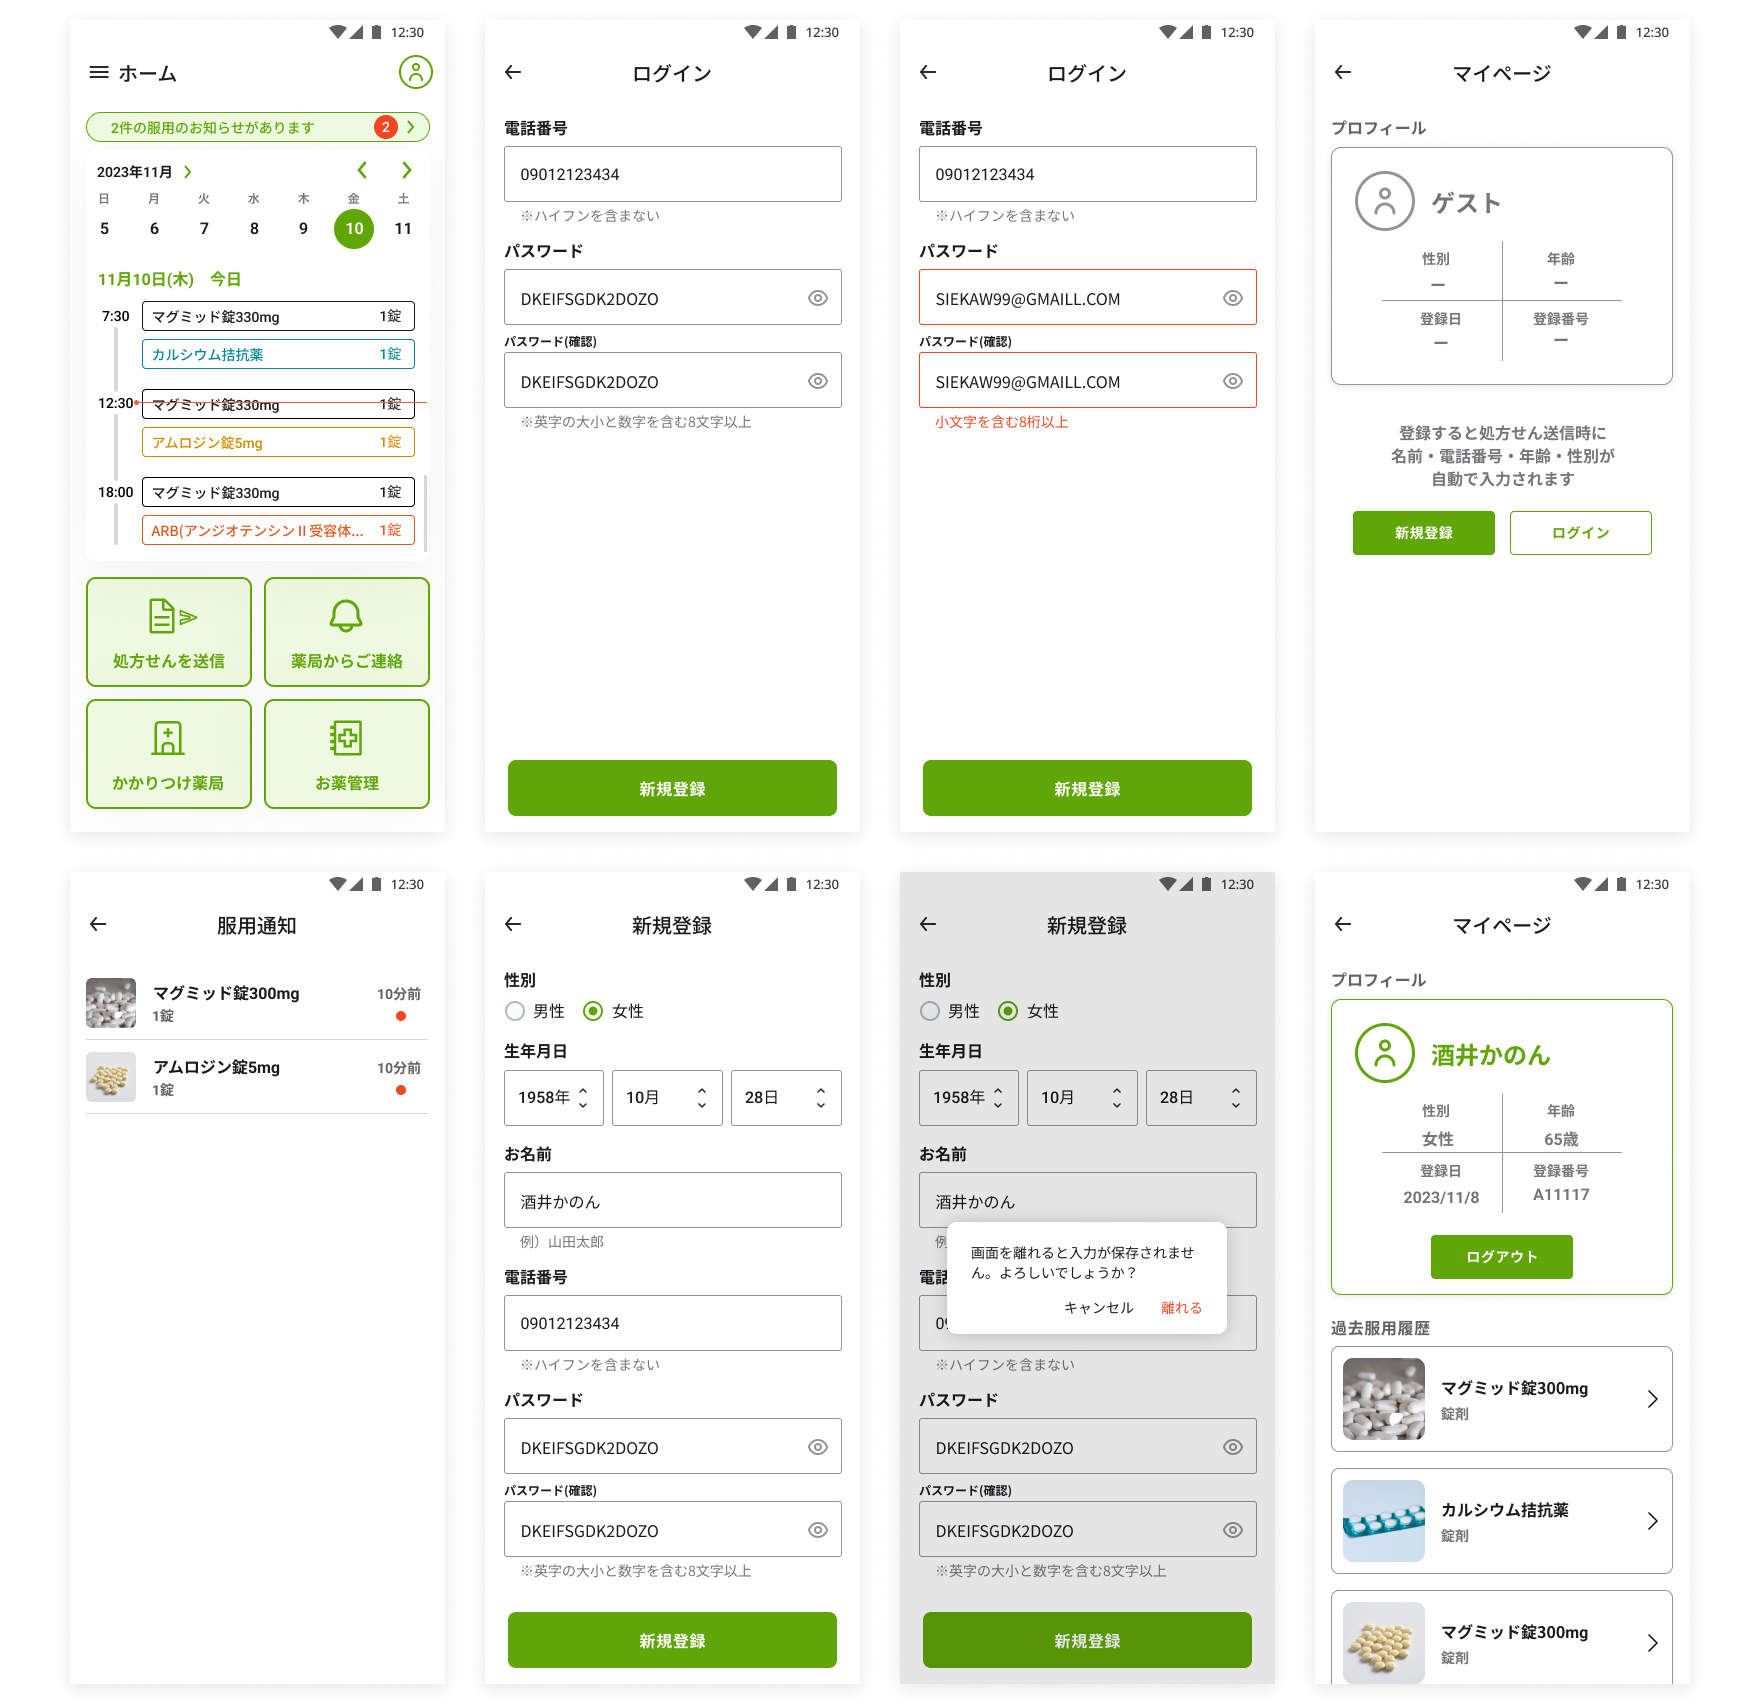 12:30
ホーム
2件の服用のお知らせがあります
2
2023年11月
日 月 火 水 木 金 土
5 6 7 8 9 10 11
11月10日(木) 今日
7:30
マグミッド錠330mg 1錠
カルシウム拮抗薬 1錠
12:30
マグミッド錠330mg 1錠
アムロジン錠5mg 1錠
18:00
マグミッド錠330mg 1錠
ARB(アンジオテンシンⅡ受容体... 1錠
処方せんを送信
薬局からご連絡
かかりつけ薬局
お薬管理
12:30
ログイン
電話番号
09012123434
※ハイフンを含まない
パスワード
DKEIFSGDK2DOZO
パスワード(確認)
DKEIFSGDK2DOZO
※英字の大小と数字を含む8文字以上
新規登録
12:30
ログイン
電話番号
09012123434
※ハイフンを含まない
パスワード
SIEKAW99@GMAILL.COM
パスワード(確認)
SIEKAW99@GMAILL.COM
小文字を含む8桁以上
新規登録
12:30
マイページ
プロフィール
ゲスト
性別 年齢
ー ー
登録日 登録番号
ー ー
登録すると処方せん送信時に
名前・電話番号・年齢・性別が
自動で入力されます
新規登録
ログイン
12:30
服用通知
マグミッド錠300mg 10分前
1錠
アムロジン錠5mg 10分前
1錠
12:30
新規登録
性別
男性 女性
生年月日
1958年 10月 28日
お名前
酒井かのん
例）山田太郎
電話番号
09012123434
※ハイフンを含まない
パスワード
DKEIFSGDK2DOZO
パスワード(確認)
DKEIFSGDK2DOZO
※英字の大小と数字を含む8文字以上
新規登録
12:30
新規登録
性別
男性 女性
生年月日
1958年 10月 28日
お名前
酒井かのん
例
画面を離れると入力が保存されませ
ん。よろしいでしょうか？
キャンセル 離れる
電話
09
※ハイフンを含まない
パスワード
DKEIFSGDK2DOZO
パスワード(確認)
DKEIFSGDK2DOZO
※英字の大小と数字を含む8文字以上
新規登録
12:30
マイページ
プロフィール
酒井かのん
性別 年齢
女性 65歳
登録日 登録番号
2023/11/8 A11117
ログアウト
過去服用履歴
マグミッド錠300mg
錠剤
カルシウム拮抗薬
錠剤
マグミッド錠300mg
錠剤